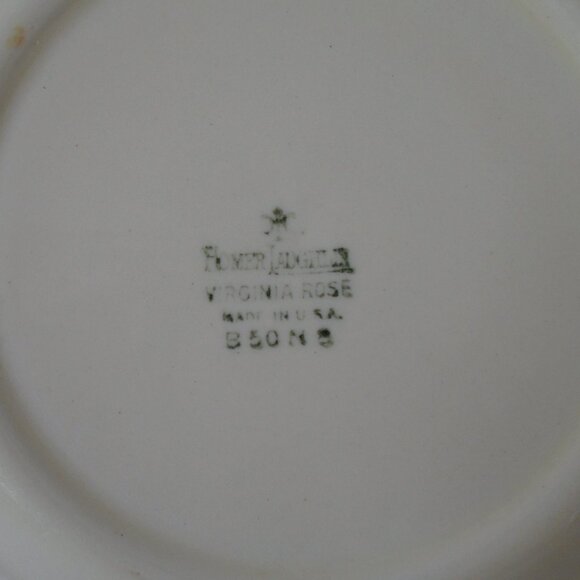 HOMER LAUGHLIN
VIRGINIA ROSE
MADE IN U.S.A.
B 50 N 8